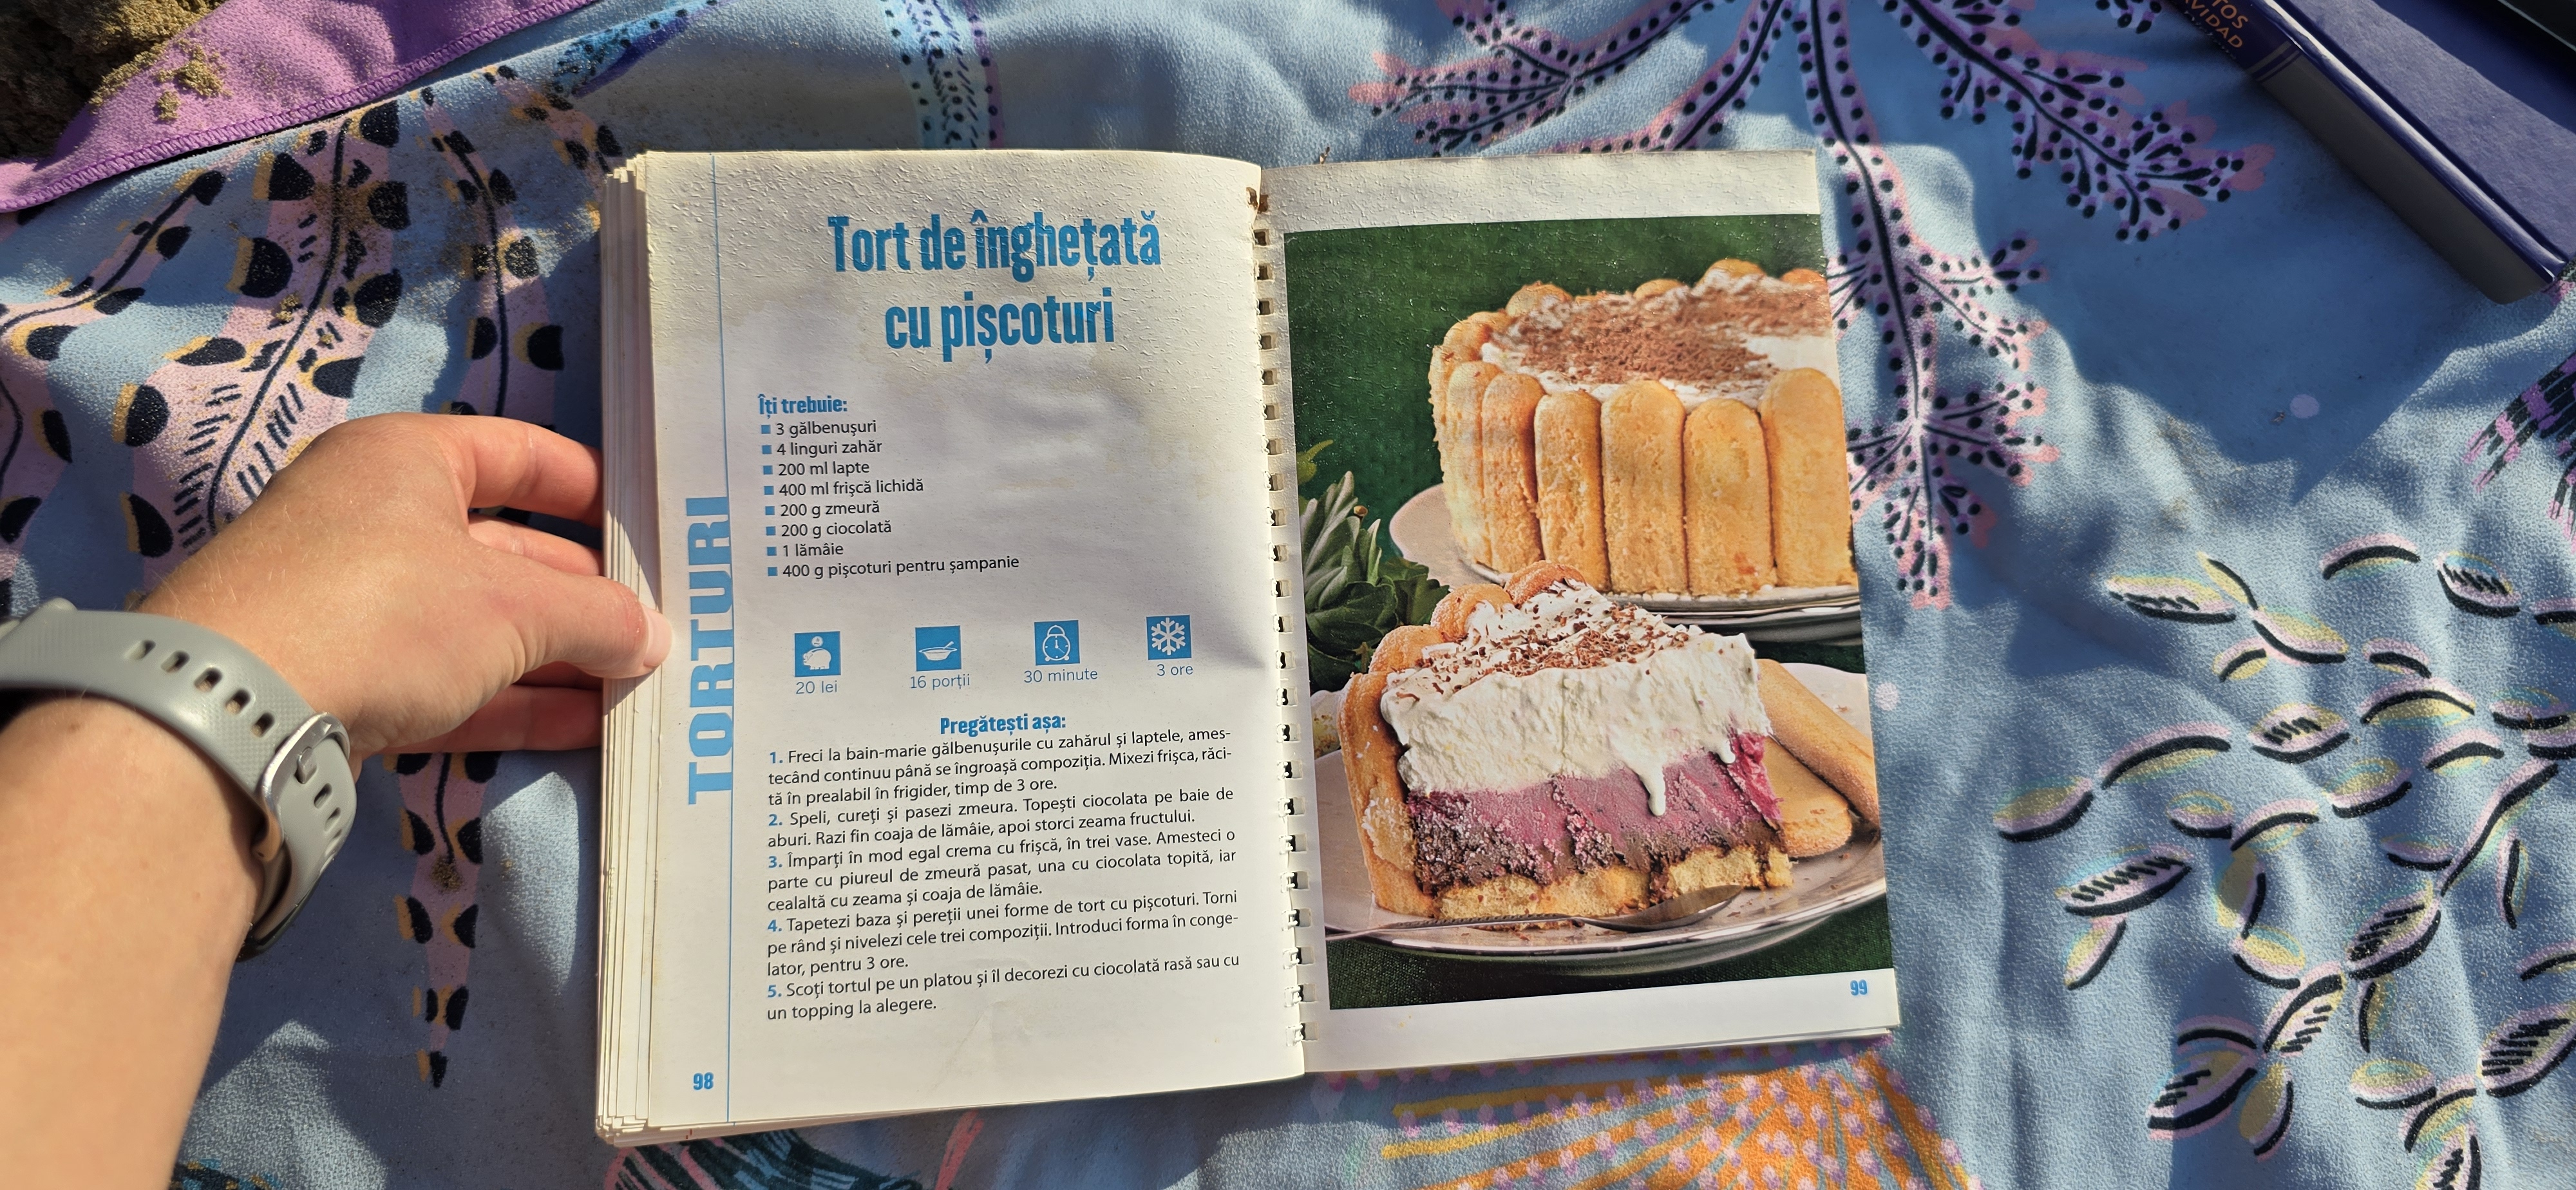 Tort de înghețată
cu pișcoturi
Îți trebuie:
■ 3 gălbenușuri
■ 4 linguri zahăr
■ 200 ml lapte
■ 400 ml frișcă lichidă
■ 200 g zmeură
■ 200 g ciocolată
■ 1 lămâie
■ 400 g pișcoturi pentru șampanie
20 lei
16 porții
30 minute
3 ore
Pregătești așa:
1. Freci la bain-marie gălbenușurile cu zahărul și laptele, ames-
tecând continuu până se îngroașă compoziția. Mixezi frișca, răci-
tă în prealabil în frigider, timp de 3 ore.
2. Speli, cureți și pasezi zmeura. Topești ciocolata pe baie de
aburi. Razi fin coaja de lămâie, apoi storci zeama fructului.
3. Împarți în mod egal crema cu frișcă, în trei vase. Amesteci o
parte cu piureul de zmeură pasat, una cu ciocolata topită, iar
cealaltă cu zeama și coaja de lămâie.
4. Tapetezi baza și pereții unei forme de tort cu pișcoturi. Torni
pe rând și nivelezi cele trei compoziții. Introduci forma în conge-
lator, pentru 3 ore.
5. Scoți tortul pe un platou și îl decorezi cu ciocolată rasă sau cu
un topping la alegere.
TORTURI
98
99
TOS
VIDAD